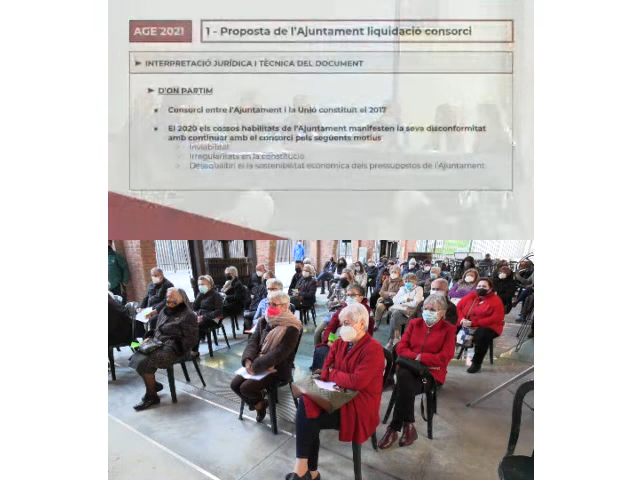 AGE 2021
1 - Proposta de l'Ajuntament liquidació consorci
► INTERPRETACIÓ JURÍDICA I TÈCNICA DEL DOCUMENT
► D'ON PARTIM
Consorci entre l'Ajuntament i la Unió constituït el 2017
El 2020 els cossos habilitats de l'Ajuntament manifesten la seva disconformitat
amb continuar amb el consorci pels següents motius
Inviabilitat
Irregularitats en la constitució
Desequilibri ei la sostenibilitat econòmica dels pressupostos de l'Ajuntament